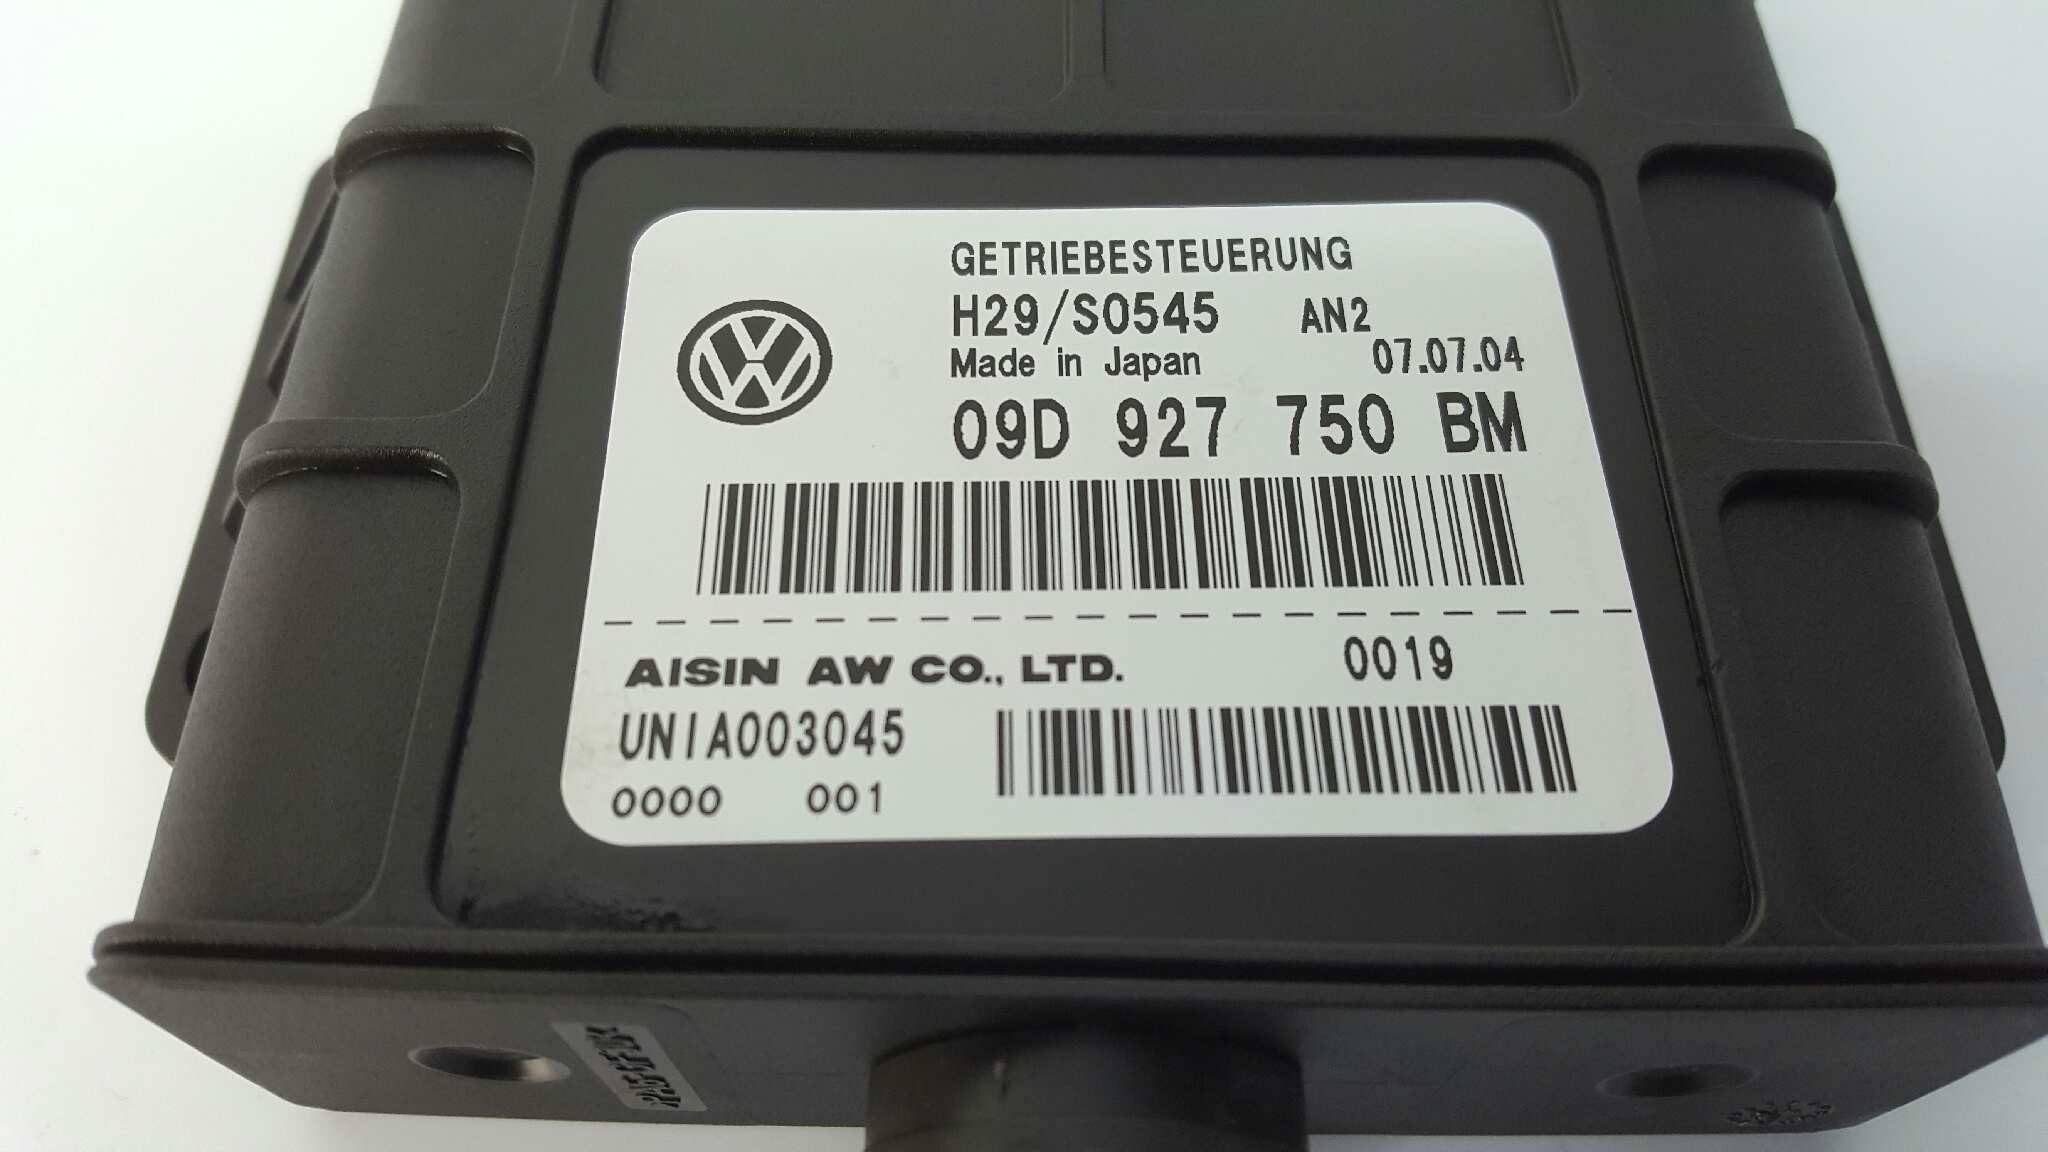 GETRIEBESTEUERUNG
H29/S0545 AN2
Made in Japan 07.07.04
09D 927 750 BM
AISIN AW CO., LTD. 0019
UNIA003045
0000 001